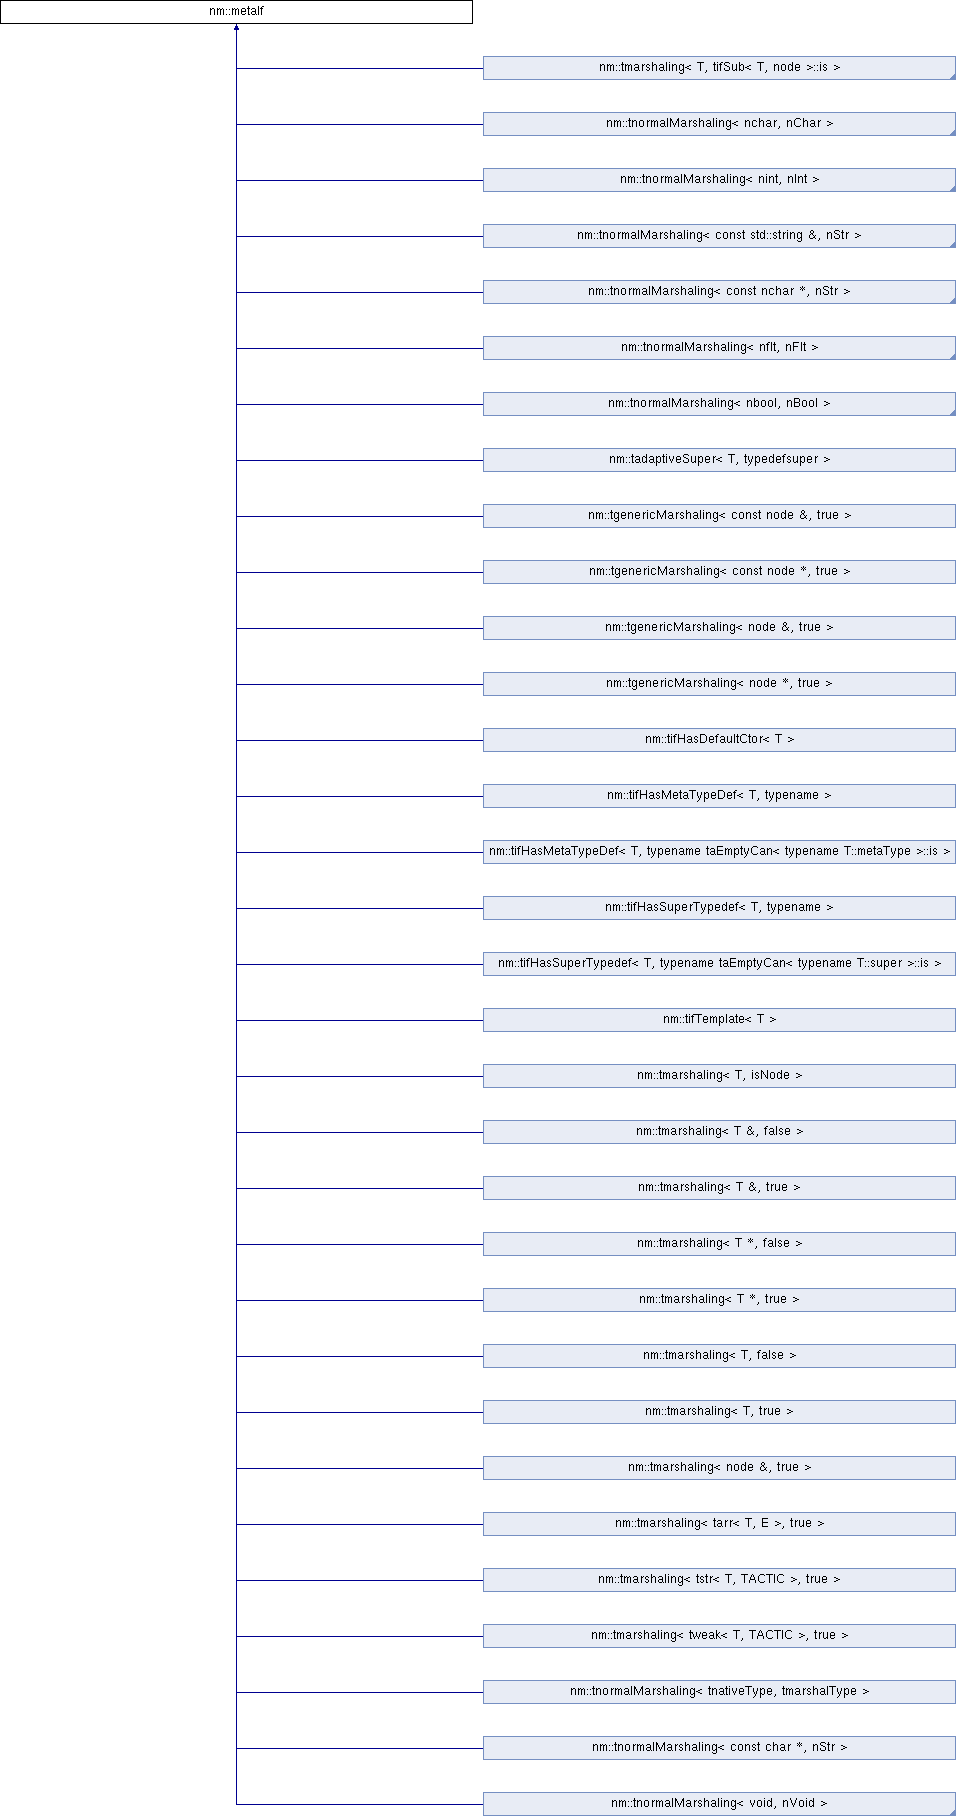 nm::metaIf
nm::tmarshaling< T, tifSub< T, node >::is >
nm::tnormalMarshaling< nchar, nChar >
nm::tnormalMarshaling< nint, nInt >
nm::tnormalMarshaling< const std::string &, nStr >
nm::tnormalMarshaling< const nchar *, nStr >
nm::tnormalMarshaling< nflt, nFlt >
nm::tnormalMarshaling< nbool, nBool >
nm::tadaptiveSuper< T, typedefsuper >
nm::tgenericMarshaling< const node &, true >
nm::tgenericMarshaling< const node *, true >
nm::tgenericMarshaling< node &, true >
nm::tgenericMarshaling< node *, true >
nm::tifHasDefaultCtor< T >
nm::tifHasMetaTypeDef< T, typename >
nm::tifHasMetaTypeDef< T, typename taEmptyCan< typename T::metaType >::is >
nm::tifHasSuperTypedef< T, typename >
nm::tifHasSuperTypedef< T, typename taEmptyCan< typename T::super >::is >
nm::tifTemplate< T >
nm::tmarshaling< T, isNode >
nm::tmarshaling< T &, false >
nm::tmarshaling< T &, true >
nm::tmarshaling< T *, false >
nm::tmarshaling< T *, true >
nm::tmarshaling< T, false >
nm::tmarshaling< T, true >
nm::tmarshaling< node &, true >
nm::tmarshaling< tarr< T, E >, true >
nm::tmarshaling< tstr< T, TACTIC >, true >
nm::tmarshaling< tweak< T, TACTIC >, true >
nm::tnormalMarshaling< tnativeType, tmarshalType >
nm::tnormalMarshaling< const char *, nStr >
nm::tnormalMarshaling< void, nVoid >